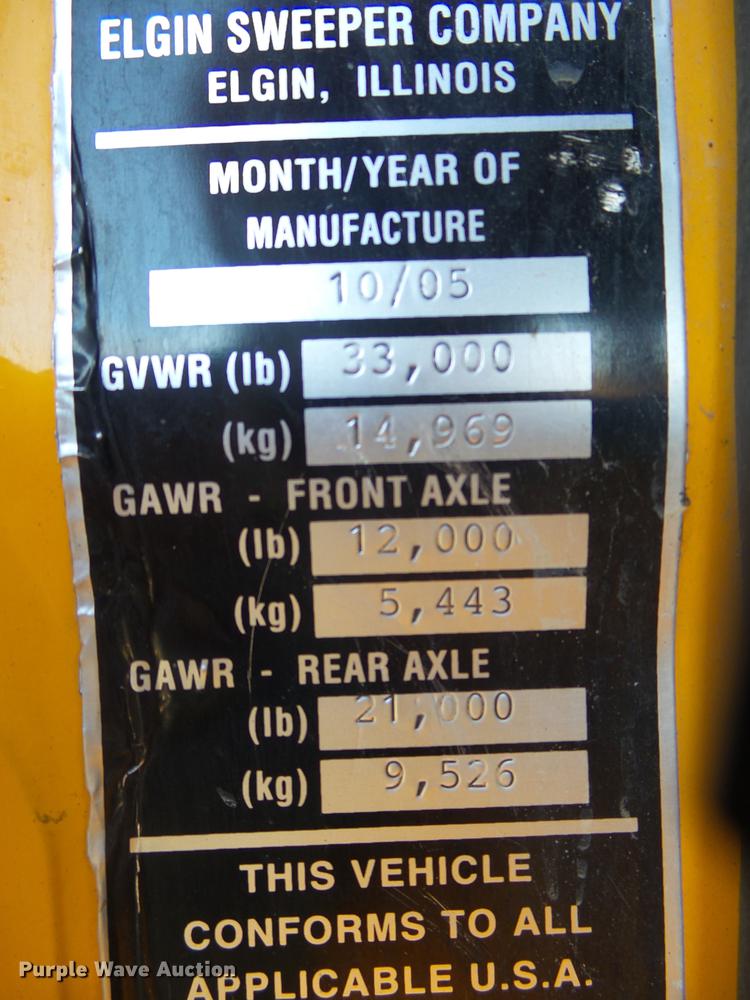 ELGIN SWEEPER COMPANY
ELGIN, ILLINOIS
MONTH/YEAR OF
MANUFACTURE
10/05
GVWR (lb) 33,000
(kg) 14,969
GAWR - FRONT AXLE
(lb) 12,000
(kg) 5,443
GAWR - REAR AXLE
(lb) 21,000
(kg) 9,526
THIS VEHICLE
CONFORMS TO ALL
APPLICABLE U.S.A.
Purple Wave Auction